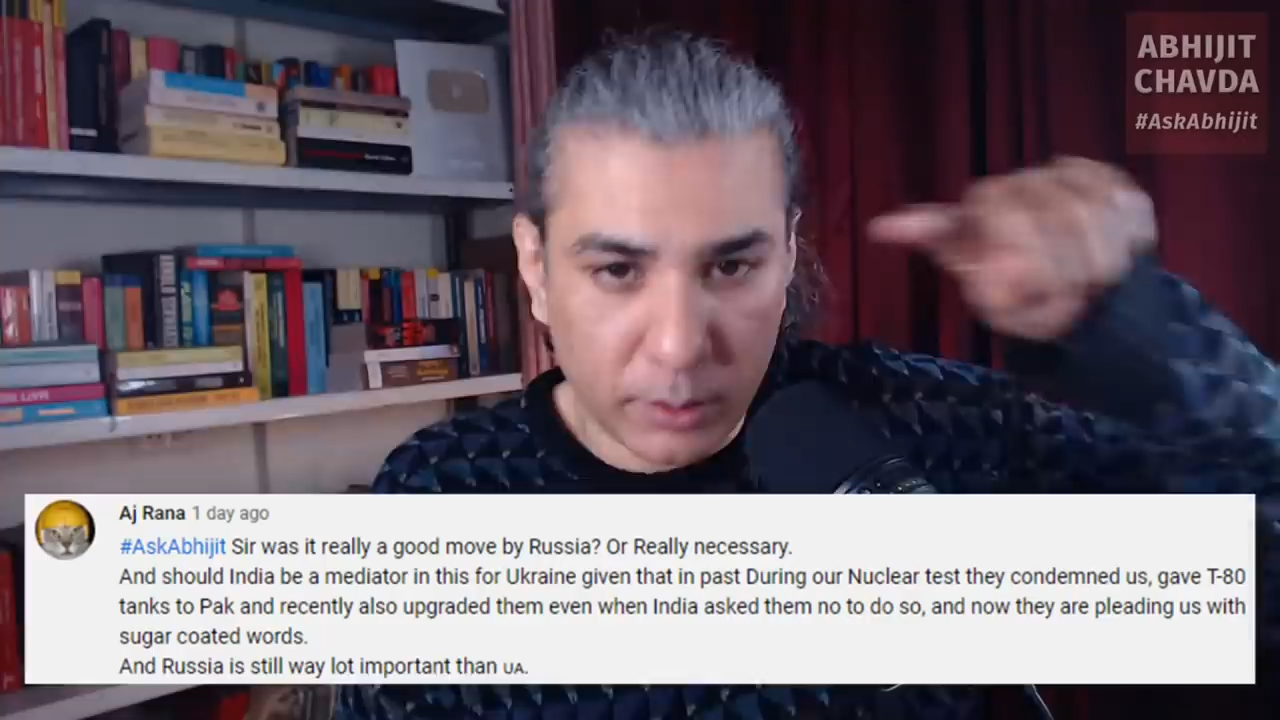 ABHIJIT
CHAVDA
#AskAbhijit
Aj Rana 1 day ago
#AskAbhijit Sir was it really a good move by Russia? Or Really necessary.
And should India be a mediator in this for Ukraine given that in past During our Nuclear test they condemned us, gave T-80
tanks to Pak and recently also upgraded them even when India asked them no to do so, and now they are pleading us with
sugar coated words.
And Russia is still way lot important than ᴜᴀ.